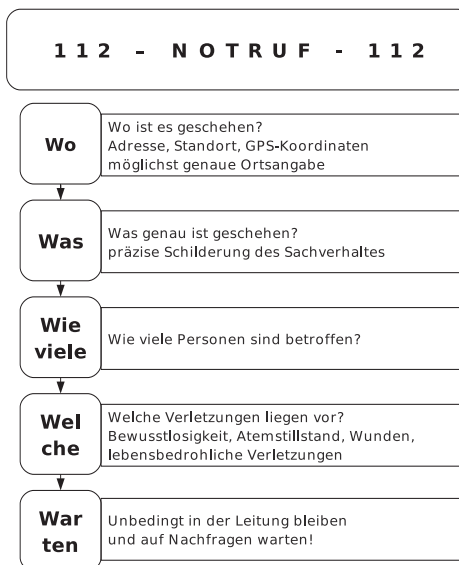 112 – NOTRUF - 112
Wo
Wo ist es geschehen?
Adresse, Standort, GPS-Koordinaten
möglichst genaue Ortsangabe
Was
Was genau ist geschehen?
präzise Schilderung des Sachverhaltes
Wie
viele
Wie viele Personen sind betroffen?
Wel
che
Welche Verletzungen liegen vor?
Bewusstlosigkeit, Atemstillstand, Wunden,
lebensbedrohliche Verletzungen
War
ten
Unbedingt in der Leitung bleiben
und auf Nachfragen warten!